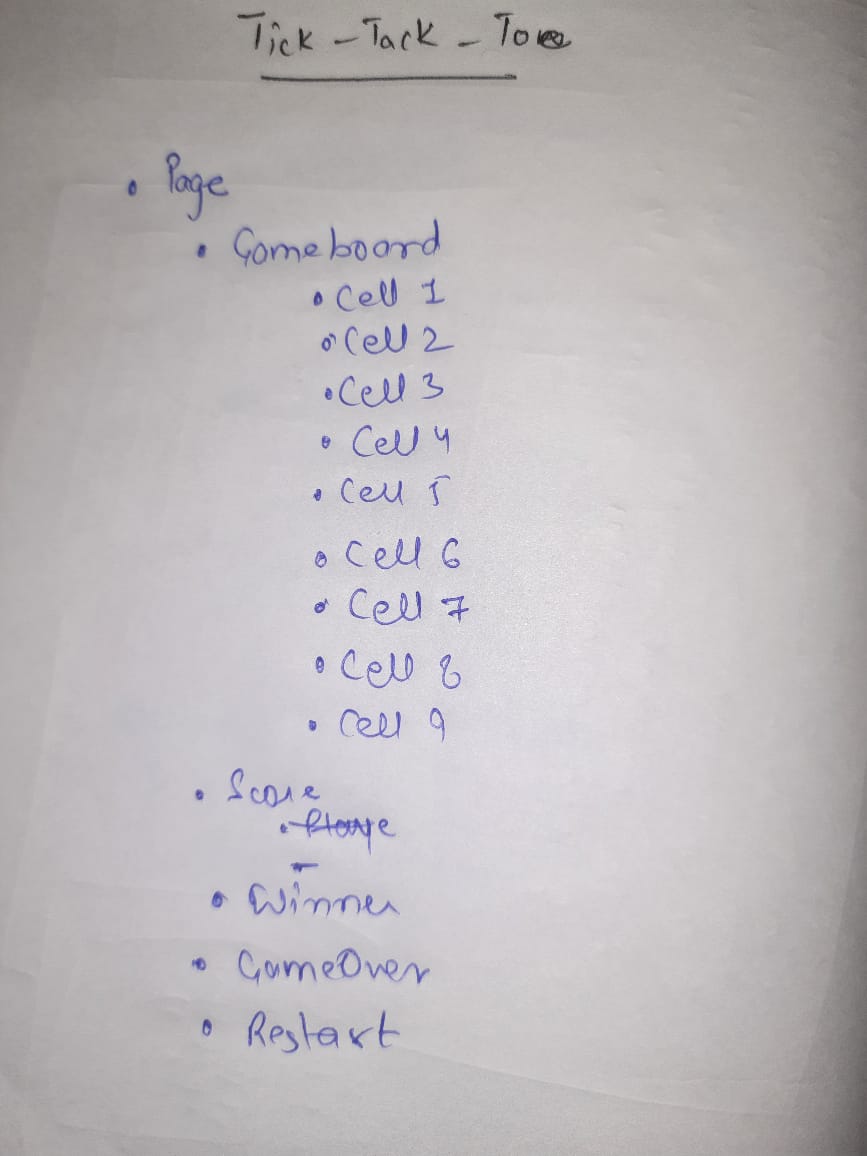 Tick - Tack - Toe
• Page
• Gameboard
• Cell 1
• Cell 2
• Cell 3
• Cell 4
• Cell 5
• Cell 6
• Cell 7
• Cell 8
• Cell 9
• Score
• Winner
• GameOver
• Restart